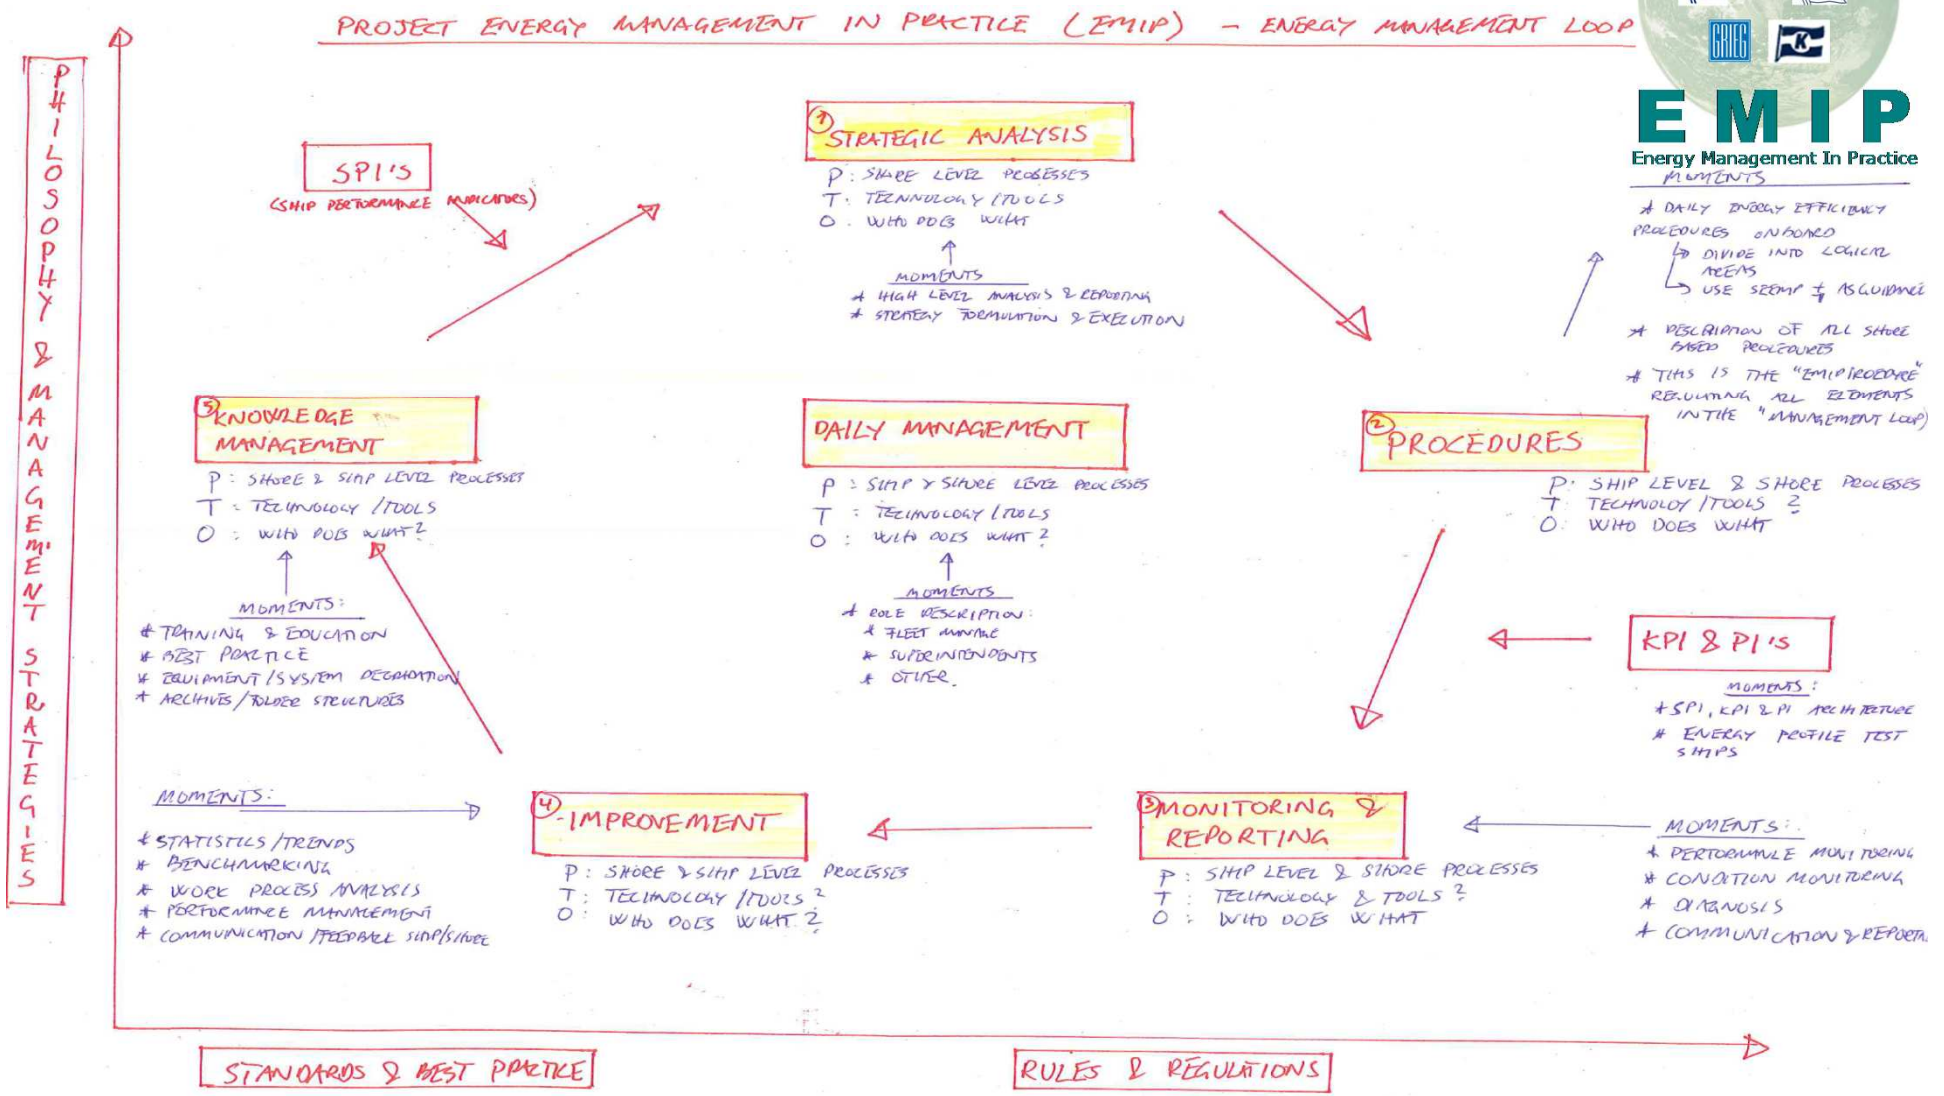 PROJECT ENERGY MANAGEMENT IN PRACTICE (EMIP) - ENERGY MANAGEMENT LOOP
GRIEG
K
EMIP
Energy Management In Practice
PHILOSOPHY & MANAGEMENT STRATEGIES
SPI'S
(SHIP PERFORMANCE INDICATORS)
① STRATEGIC ANALYSIS
P: SHORE LEVEL PROCESSES
T: TECHNOLOGY/TOOLS
O: WHO DOES WHAT
MOMENTS
* HIGH LEVEL ANALYSIS & REPORTING
* STRATEGY FORMULATION & EXECUTION
MOMENTS
* DAILY ENERGY EFFICIENCY
PROCEDURES ONBOARD
↳ DIVIDE INTO LOGICAL
AREAS
↳ USE SEEMP AS GUIDANCE
* DESCRIPTION OF ALL SHORE
BASED PROCEDURES
* THIS IS THE "EMIPROCEDURE"
REGULATING ALL ELEMENTS
IN THE "MANAGEMENT LOOP)
⑤ KNOWLEDGE
MANAGEMENT
P: SHORE & SHIP LEVEL PROCESSES
T: TECHNOLOGY/TOOLS
O: WHO DOES WHAT?
MOMENTS:
* TRAINING & EDUCATION
* BEST PRACTICE
* EQUIPMENT/SYSTEM DEGRADATION
* ARCHIVES/FOLDER STRUCTURES
DAILY MANAGEMENT
P: SHIP & SHORE LEVEL PROCESSES
T: TECHNOLOGY/TOOLS
O: WHO DOES WHAT?
MOMENTS
* ROLE DESCRIPTION:
* FLEET MANAGE
* SUPERINTENDENTS
* OTHER.
② PROCEDURES
P: SHIP LEVEL & SHORE PROCESSES
T: TECHNOLOY/TOOLS?
O: WHO DOES WHAT
KPI & PI'S
MOMENTS:
* SPI, KPI & PI ARCHITECTURE
* ENERGY PROFILE TEST
SHIPS
MOMENTS:
* STATISTICS/TRENDS
* BENCHMARKING
* WORK PROCESS ANALYSIS
* PERFORMANCE MANAGEMENT
* COMMUNICATION/FEEDBACK SHIP/SHORE
④ -IMPROVEMENT
P: SHORE & SHIP LEVEL PROCESSES
T: TECHNOLOGY/TOOLS?
O: WHO DOES WHAT?
③ MONITORING &
REPORTING
P: SHIP LEVEL & SHORE PROCESSES
T: TECHNOLOGY & TOOLS?
O: WHO DOES WHAT
MOMENTS:
* PERFORMANCE MONITORING
* CONDITION MONITORING
* DIAGNOSIS
* COMMUNICATION & REPORTI
STANDARDS & BEST PRACTICE
RULES & REGULATIONS